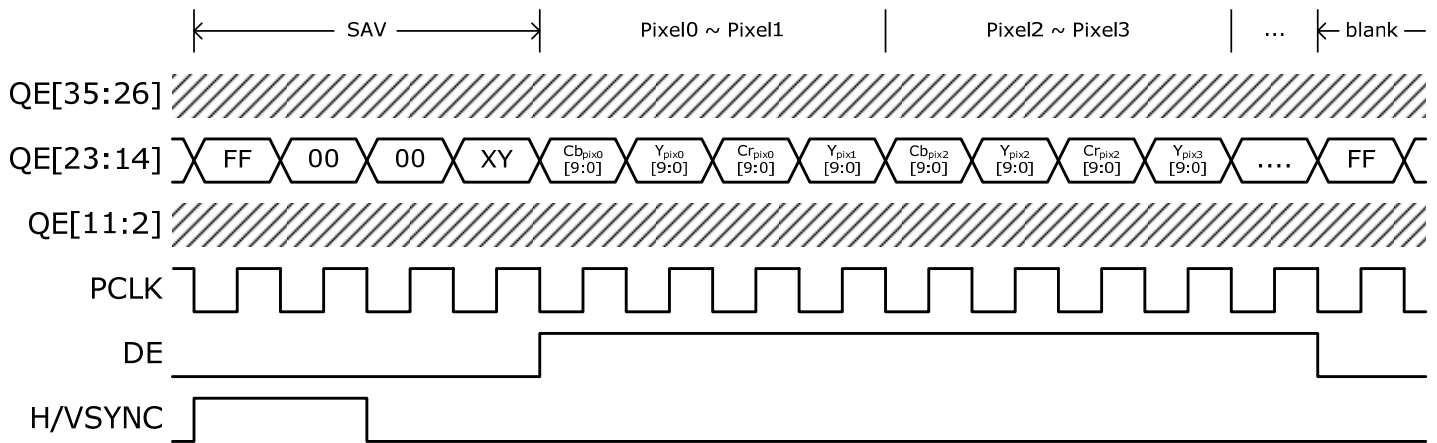 SAV Pixel0 ~ Pixel1 Pixel2 ~ Pixel3 ... blank
QE[35:26]
QE[23:14] FF 00 00 XY Cbpix0 [9:0] Ypix0 [9:0] Crpix0 [9:0] Ypix1 [9:0] Cbpix2 [9:0] Ypix2 [9:0] Crpix2 [9:0] Ypix3 [9:0] .... FF
QE[11:2]
PCLK
DE
H/VSYNC